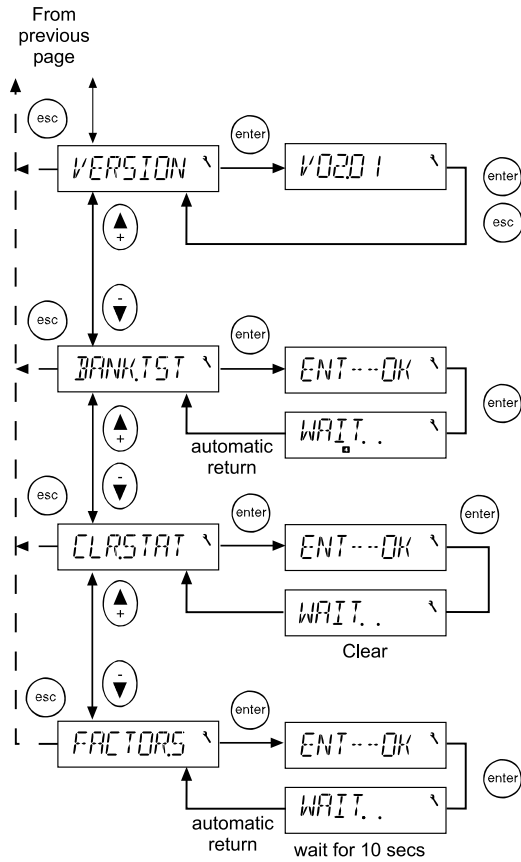 From
previous
page
esc
enter
VERSION
V02.01
enter
esc
+
-
esc
enter
BANK.TST
ENT---OK
enter
WAIT. .
automatic
return
+
-
esc
enter
enter
CLR.STAT
ENT---OK
WAIT. .
Clear
+
-
esc
enter
FACTOR.S
ENT---OK
enter
WAIT. .
automatic
return
wait for 10 secs